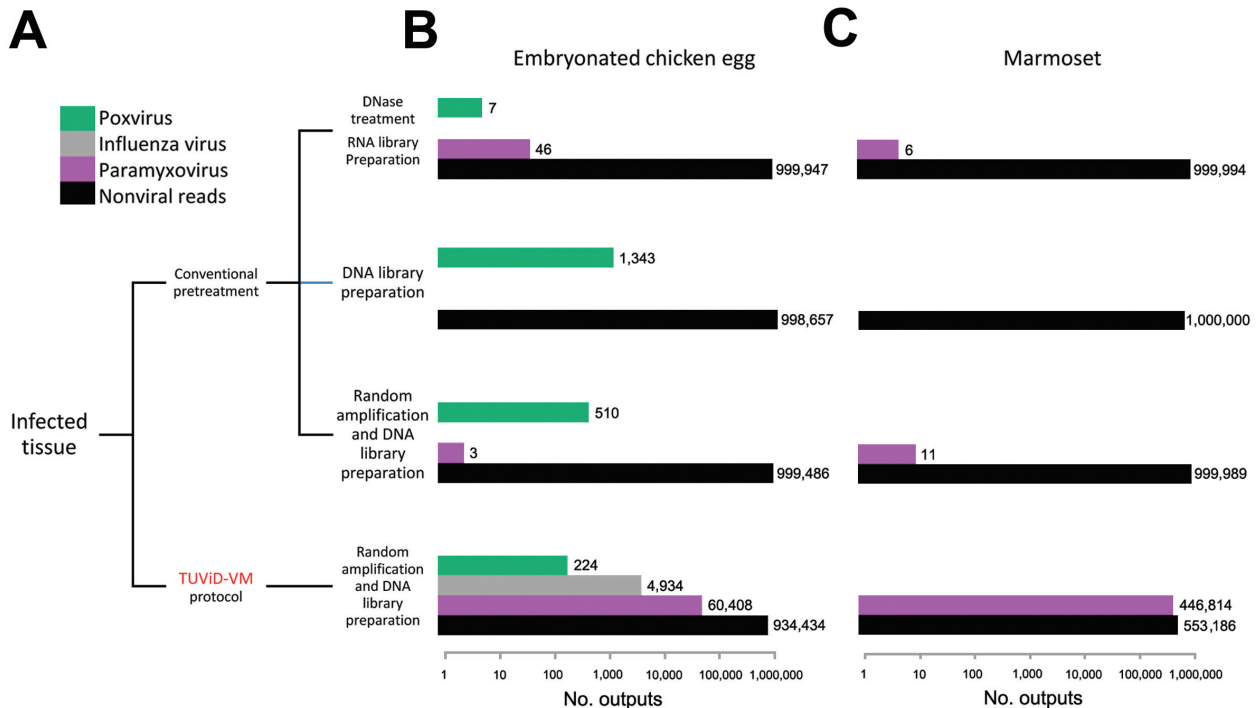 A
B
C
Embryonated chicken egg
Marmoset
Poxvirus
Influenza virus
Paramyxovirus
Nonviral reads
Infected
tissue
Conventional
pretreatment
TUViD-VM
protocol
DNase
treatment
RNA library
Preparation
7
46
999,947
6
999,994
DNA library
preparation
1,343
998,657
1,000,000
Random
amplification
and DNA
library
preparation
510
3
999,486
11
999,989
Random
amplification
and DNA
library
preparation
224
4,934
60,408
934,434
446,814
553,186
1 10 100 1,000 10,000 100,000 1,000,000
No. outputs
1 10 100 1,000 10,000 100,000 1,000,000
No. outputs